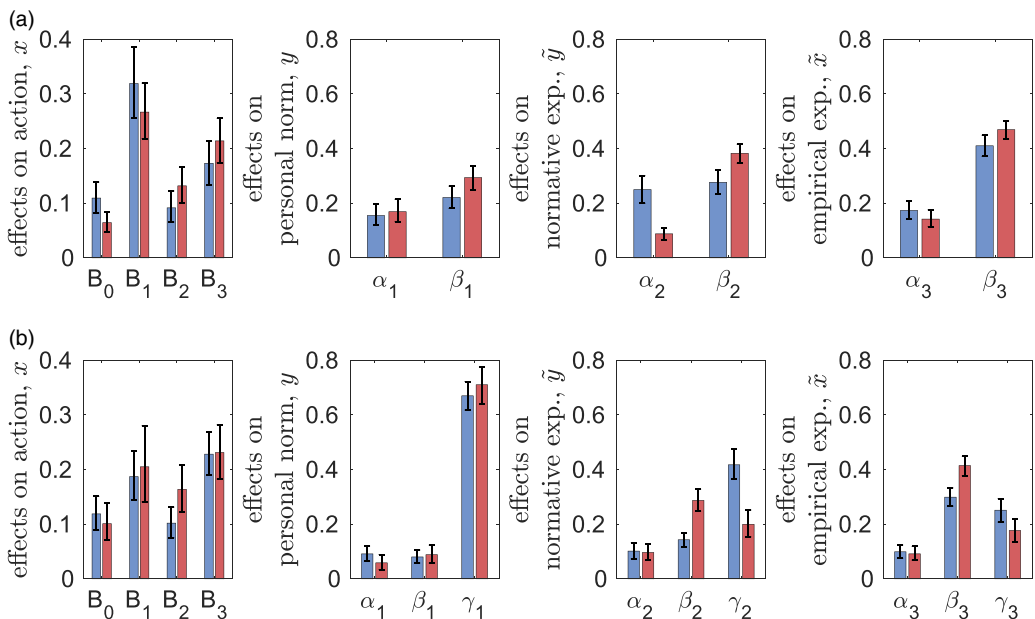 (a)
effects on action, x
0.4
0.3
0.2
0.1
0
B0 B1 B2 B3
effects on
personal norm, y
0.8
0.6
0.4
0.2
0
α1 β1
effects on
normative exp., ỹ
0.8
0.6
0.4
0.2
0
α2 β2
effects on
empirical exp., x̃
0.8
0.6
0.4
0.2
0
α3 β3
(b)
effects on action, x
0.4
0.3
0.2
0.1
0
B0 B1 B2 B3
effects on
personal norm, y
0.8
0.6
0.4
0.2
0
α1 β1 γ1
effects on
normative exp., ỹ
0.8
0.6
0.4
0.2
0
α2 β2 γ2
effects on
empirical exp., x̃
0.8
0.6
0.4
0.2
0
α3 β3 γ3